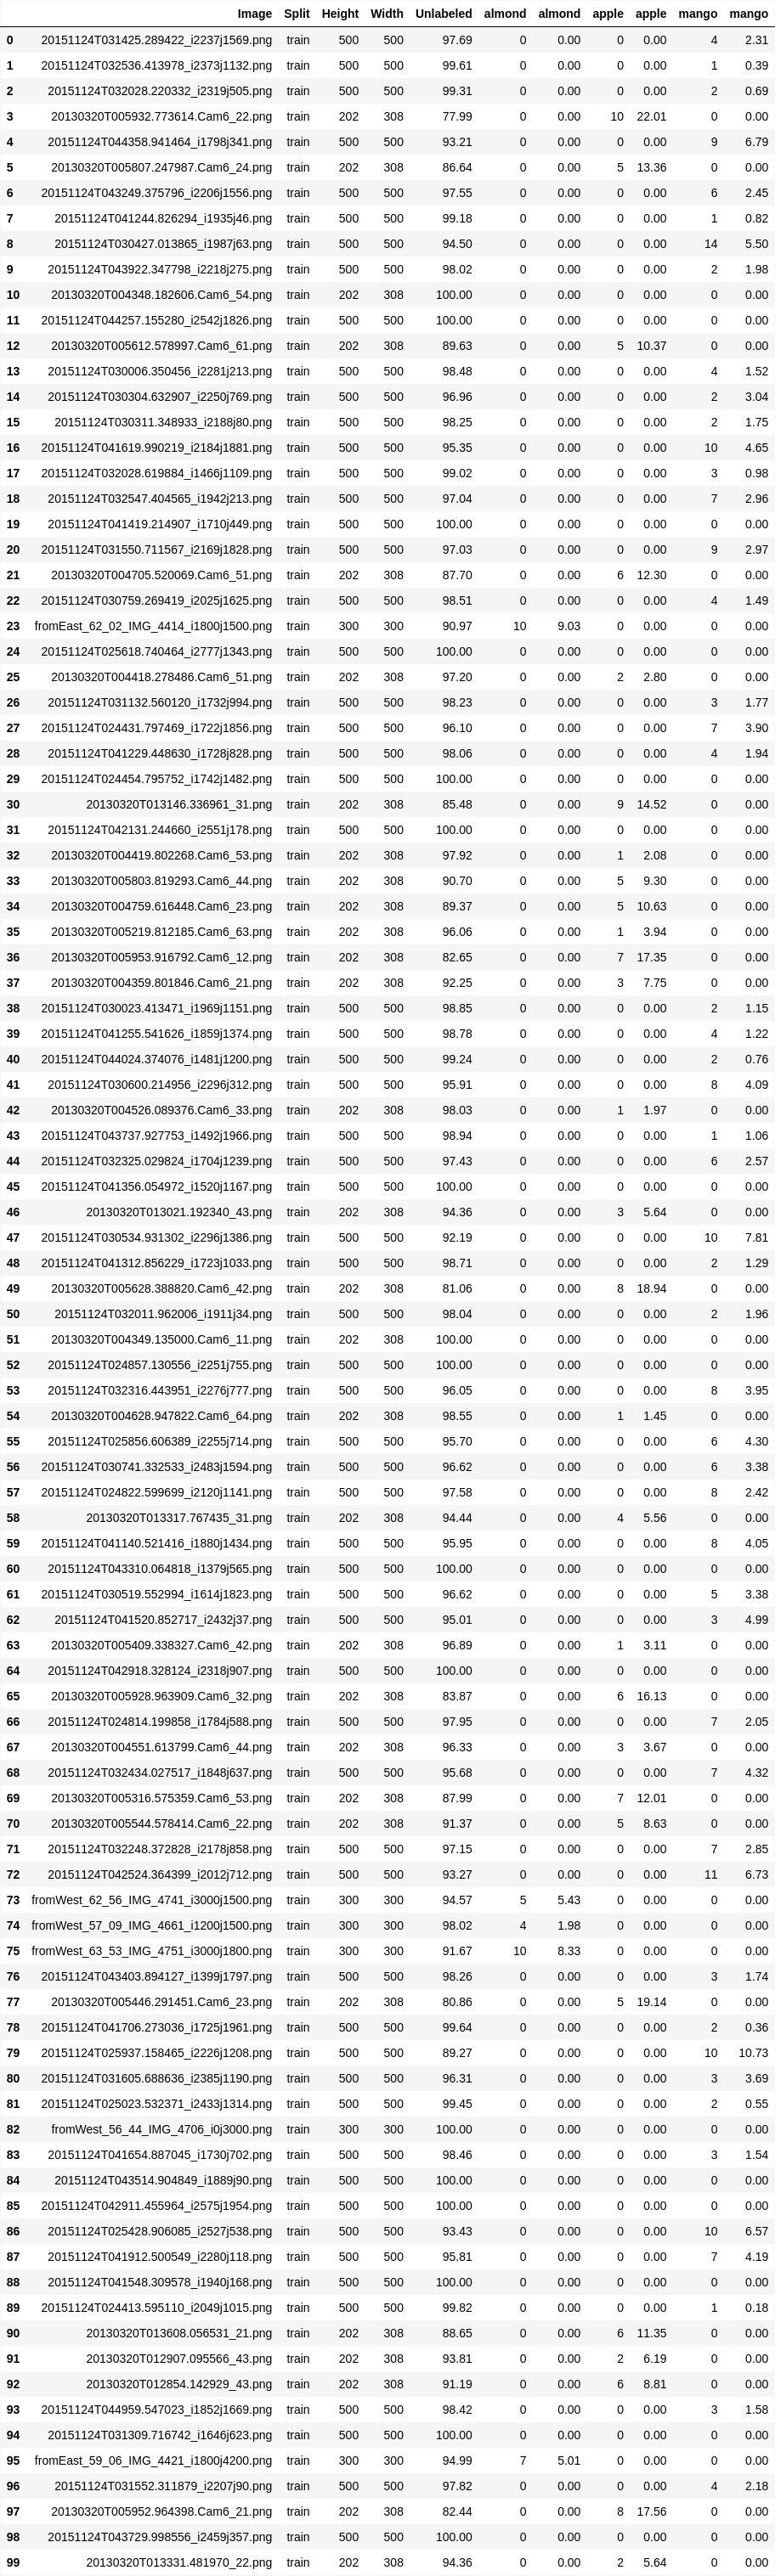 Image Split Height Width Unlabeled almond almond apple apple mango mango
0 20151124T031425.289422_i2237j1569.png train 500 500 97.69 0 0.00 0 0.00 4 2.31
1 20151124T032536.413978_i2373j1132.png train 500 500 99.61 0 0.00 0 0.00 1 0.39
2 20151124T032028.220332_i2319j505.png train 500 500 99.31 0 0.00 0 0.00 2 0.69
3 20130320T005932.773614.Cam6_22.png train 202 308 77.99 0 0.00 10 22.01 0 0.00
4 20151124T044358.941464_i1798j341.png train 500 500 93.21 0 0.00 0 0.00 9 6.79
5 20130320T005807.247987.Cam6_24.png train 202 308 86.64 0 0.00 5 13.36 0 0.00
6 20151124T043249.375796_i2206j1556.png train 500 500 97.55 0 0.00 0 0.00 6 2.45
7 20151124T041244.826294_i1935j46.png train 500 500 99.18 0 0.00 0 0.00 1 0.82
8 20151124T030427.013865_i1987j63.png train 500 500 94.50 0 0.00 0 0.00 14 5.50
9 20151124T043922.347798_i2218j275.png train 500 500 98.02 0 0.00 0 0.00 2 1.98
10 20130320T004348.182606.Cam6_54.png train 202 308 100.00 0 0.00 0 0.00 0 0.00
11 20151124T044257.155280_i2542j1826.png train 500 500 100.00 0 0.00 0 0.00 0 0.00
12 20130320T005612.578997.Cam6_61.png train 202 308 89.63 0 0.00 5 10.37 0 0.00
13 20151124T030006.350456_i2281j213.png train 500 500 98.48 0 0.00 0 0.00 4 1.52
14 20151124T030304.632907_i2250j769.png train 500 500 96.96 0 0.00 0 0.00 2 3.04
15 20151124T030311.348933_i2188j80.png train 500 500 98.25 0 0.00 0 0.00 2 1.75
16 20151124T041619.990219_i2184j1881.png train 500 500 95.35 0 0.00 0 0.00 10 4.65
17 20151124T032028.619884_i1466j1109.png train 500 500 99.02 0 0.00 0 0.00 3 0.98
18 20151124T032547.404565_i1942j213.png train 500 500 97.04 0 0.00 0 0.00 7 2.96
19 20151124T041419.214907_i1710j449.png train 500 500 100.00 0 0.00 0 0.00 0 0.00
20 20151124T031550.711567_i2169j1828.png train 500 500 97.03 0 0.00 0 0.00 9 2.97
21 20130320T004705.520069.Cam6_51.png train 202 308 87.70 0 0.00 6 12.30 0 0.00
22 20151124T030759.269419_i2025j1625.png train 500 500 98.51 0 0.00 0 0.00 4 1.49
23 fromEast_62_02_IMG_4414_i1800j1500.png train 300 300 90.97 10 9.03 0 0.00 0 0.00
24 20151124T025618.740464_i2777j1343.png train 500 500 100.00 0 0.00 0 0.00 0 0.00
25 20130320T004418.278486.Cam6_51.png train 202 308 97.20 0 0.00 2 2.80 0 0.00
26 20151124T031132.560120_i1732j994.png train 500 500 98.23 0 0.00 0 0.00 3 1.77
27 20151124T024431.797469_i1722j1856.png train 500 500 96.10 0 0.00 0 0.00 7 3.90
28 20151124T041229.448630_i1728j828.png train 500 500 98.06 0 0.00 0 0.00 4 1.94
29 20151124T024454.795752_i1742j1482.png train 500 500 100.00 0 0.00 0 0.00 0 0.00
30 20130320T013146.336961_31.png train 202 308 85.48 0 0.00 9 14.52 0 0.00
31 20151124T042131.244660_i2551j178.png train 500 500 100.00 0 0.00 0 0.00 0 0.00
32 20130320T004419.802268.Cam6_53.png train 202 308 97.92 0 0.00 1 2.08 0 0.00
33 20130320T005803.819293.Cam6_44.png train 202 308 90.70 0 0.00 5 9.30 0 0.00
34 20130320T004759.616448.Cam6_23.png train 202 308 89.37 0 0.00 5 10.63 0 0.00
35 20130320T005219.812185.Cam6_63.png train 202 308 96.06 0 0.00 1 3.94 0 0.00
36 20130320T005953.916792.Cam6_12.png train 202 308 82.65 0 0.00 7 17.35 0 0.00
37 20130320T004359.801846.Cam6_21.png train 202 308 92.25 0 0.00 3 7.75 0 0.00
38 20151124T030023.413471_i1969j1151.png train 500 500 98.85 0 0.00 0 0.00 2 1.15
39 20151124T041255.541626_i1859j1374.png train 500 500 98.78 0 0.00 0 0.00 4 1.22
40 20151124T044024.374076_i1481j1200.png train 500 500 99.24 0 0.00 0 0.00 2 0.76
41 20151124T030600.214956_i2296j312.png train 500 500 95.91 0 0.00 0 0.00 8 4.09
42 20130320T004526.089376.Cam6_33.png train 202 308 98.03 0 0.00 1 1.97 0 0.00
43 20151124T043737.927753_i1492j1966.png train 500 500 98.94 0 0.00 0 0.00 1 1.06
44 20151124T032325.029824_i1704j1239.png train 500 500 97.43 0 0.00 0 0.00 6 2.57
45 20151124T041356.054972_i1520j1167.png train 500 500 100.00 0 0.00 0 0.00 0 0.00
46 20130320T013021.192340_43.png train 202 308 94.36 0 0.00 3 5.64 0 0.00
47 20151124T030534.931302_i2296j1386.png train 500 500 92.19 0 0.00 0 0.00 10 7.81
48 20151124T041312.856229_i1723j1033.png train 500 500 98.71 0 0.00 0 0.00 2 1.29
49 20130320T005628.388820.Cam6_42.png train 202 308 81.06 0 0.00 8 18.94 0 0.00
50 20151124T032011.962006_i1911j34.png train 500 500 98.04 0 0.00 0 0.00 2 1.96
51 20130320T004349.135000.Cam6_11.png train 202 308 100.00 0 0.00 0 0.00 0 0.00
52 20151124T024857.130556_i2251j755.png train 500 500 100.00 0 0.00 0 0.00 0 0.00
53 20151124T032316.443951_i2276j777.png train 500 500 96.05 0 0.00 0 0.00 8 3.95
54 20130320T004628.947822.Cam6_64.png train 202 308 98.55 0 0.00 1 1.45 0 0.00
55 20151124T025856.606389_i2255j714.png train 500 500 95.70 0 0.00 0 0.00 6 4.30
56 20151124T030741.332533_i2483j1594.png train 500 500 96.62 0 0.00 0 0.00 6 3.38
57 20151124T024822.599699_i2120j1141.png train 500 500 97.58 0 0.00 0 0.00 8 2.42
58 20130320T013317.767435_31.png train 202 308 94.44 0 0.00 4 5.56 0 0.00
59 20151124T041140.521416_i1880j1434.png train 500 500 95.95 0 0.00 0 0.00 8 4.05
60 20151124T043310.064818_i1379j565.png train 500 500 100.00 0 0.00 0 0.00 0 0.00
61 20151124T030519.552994_i1614j1823.png train 500 500 96.62 0 0.00 0 0.00 5 3.38
62 20151124T041520.852717_i2432j37.png train 500 500 95.01 0 0.00 0 0.00 3 4.99
63 20130320T005409.338327.Cam6_42.png train 202 308 96.89 0 0.00 1 3.11 0 0.00
64 20151124T042918.328124_i2318j907.png train 500 500 100.00 0 0.00 0 0.00 0 0.00
65 20130320T005928.963909.Cam6_32.png train 202 308 83.87 0 0.00 6 16.13 0 0.00
66 20151124T024814.199858_i1784j588.png train 500 500 97.95 0 0.00 0 0.00 7 2.05
67 20130320T004551.613799.Cam6_44.png train 202 308 96.33 0 0.00 3 3.67 0 0.00
68 20151124T032434.027517_i1848j637.png train 500 500 95.68 0 0.00 0 0.00 7 4.32
69 20130320T005316.575359.Cam6_53.png train 202 308 87.99 0 0.00 7 12.01 0 0.00
70 20130320T005544.578414.Cam6_22.png train 202 308 91.37 0 0.00 5 8.63 0 0.00
71 20151124T032248.372828_i2178j858.png train 500 500 97.15 0 0.00 0 0.00 7 2.85
72 20151124T042524.364399_i2012j712.png train 500 500 93.27 0 0.00 0 0.00 11 6.73
73 fromWest_62_56_IMG_4741_i3000j1500.png train 300 300 94.57 5 5.43 0 0.00 0 0.00
74 fromWest_57_09_IMG_4661_i1200j1500.png train 300 300 98.02 4 1.98 0 0.00 0 0.00
75 fromWest_63_53_IMG_4751_i3000j1800.png train 300 300 91.67 10 8.33 0 0.00 0 0.00
76 20151124T043403.894127_i1399j1797.png train 500 500 98.26 0 0.00 0 0.00 3 1.74
77 20130320T005446.291451.Cam6_23.png train 202 308 80.86 0 0.00 5 19.14 0 0.00
78 20151124T041706.273036_i1725j1961.png train 500 500 99.64 0 0.00 0 0.00 2 0.36
79 20151124T025937.158465_i2226j1208.png train 500 500 89.27 0 0.00 0 0.00 10 10.73
80 20151124T031605.688636_i2385j1190.png train 500 500 96.31 0 0.00 0 0.00 3 3.69
81 20151124T025023.532371_i2433j1314.png train 500 500 99.45 0 0.00 0 0.00 2 0.55
82 fromWest_56_44_IMG_4706_i0j3000.png train 300 300 100.00 0 0.00 0 0.00 0 0.00
83 20151124T041654.887045_i1730j702.png train 500 500 98.46 0 0.00 0 0.00 3 1.54
84 20151124T043514.904849_i1889j90.png train 500 500 100.00 0 0.00 0 0.00 0 0.00
85 20151124T042911.455964_i2575j1954.png train 500 500 100.00 0 0.00 0 0.00 0 0.00
86 20151124T025428.906085_i2527j538.png train 500 500 93.43 0 0.00 0 0.00 10 6.57
87 20151124T041912.500549_i2280j118.png train 500 500 95.81 0 0.00 0 0.00 7 4.19
88 20151124T041548.309578_i1940j168.png train 500 500 100.00 0 0.00 0 0.00 0 0.00
89 20151124T024413.595110_i2049j1015.png train 500 500 99.82 0 0.00 0 0.00 1 0.18
90 20130320T013608.056531_21.png train 202 308 88.65 0 0.00 6 11.35 0 0.00
91 20130320T012907.095566_43.png train 202 308 93.81 0 0.00 2 6.19 0 0.00
92 20130320T012854.142929_43.png train 202 308 91.19 0 0.00 6 8.81 0 0.00
93 20151124T044959.547023_i1852j1669.png train 500 500 98.42 0 0.00 0 0.00 3 1.58
94 20151124T031309.716742_i1646j623.png train 500 500 100.00 0 0.00 0 0.00 0 0.00
95 fromEast_59_06_IMG_4421_i1800j4200.png train 300 300 94.99 7 5.01 0 0.00 0 0.00
96 20151124T031552.311879_i2207j90.png train 500 500 97.82 0 0.00 0 0.00 4 2.18
97 20130320T005952.964398.Cam6_21.png train 202 308 82.44 0 0.00 8 17.56 0 0.00
98 20151124T043729.998556_i2459j357.png train 500 500 100.00 0 0.00 0 0.00 0 0.00
99 20130320T013331.481970_22.png train 202 308 94.36 0 0.00 2 5.64 0 0.00